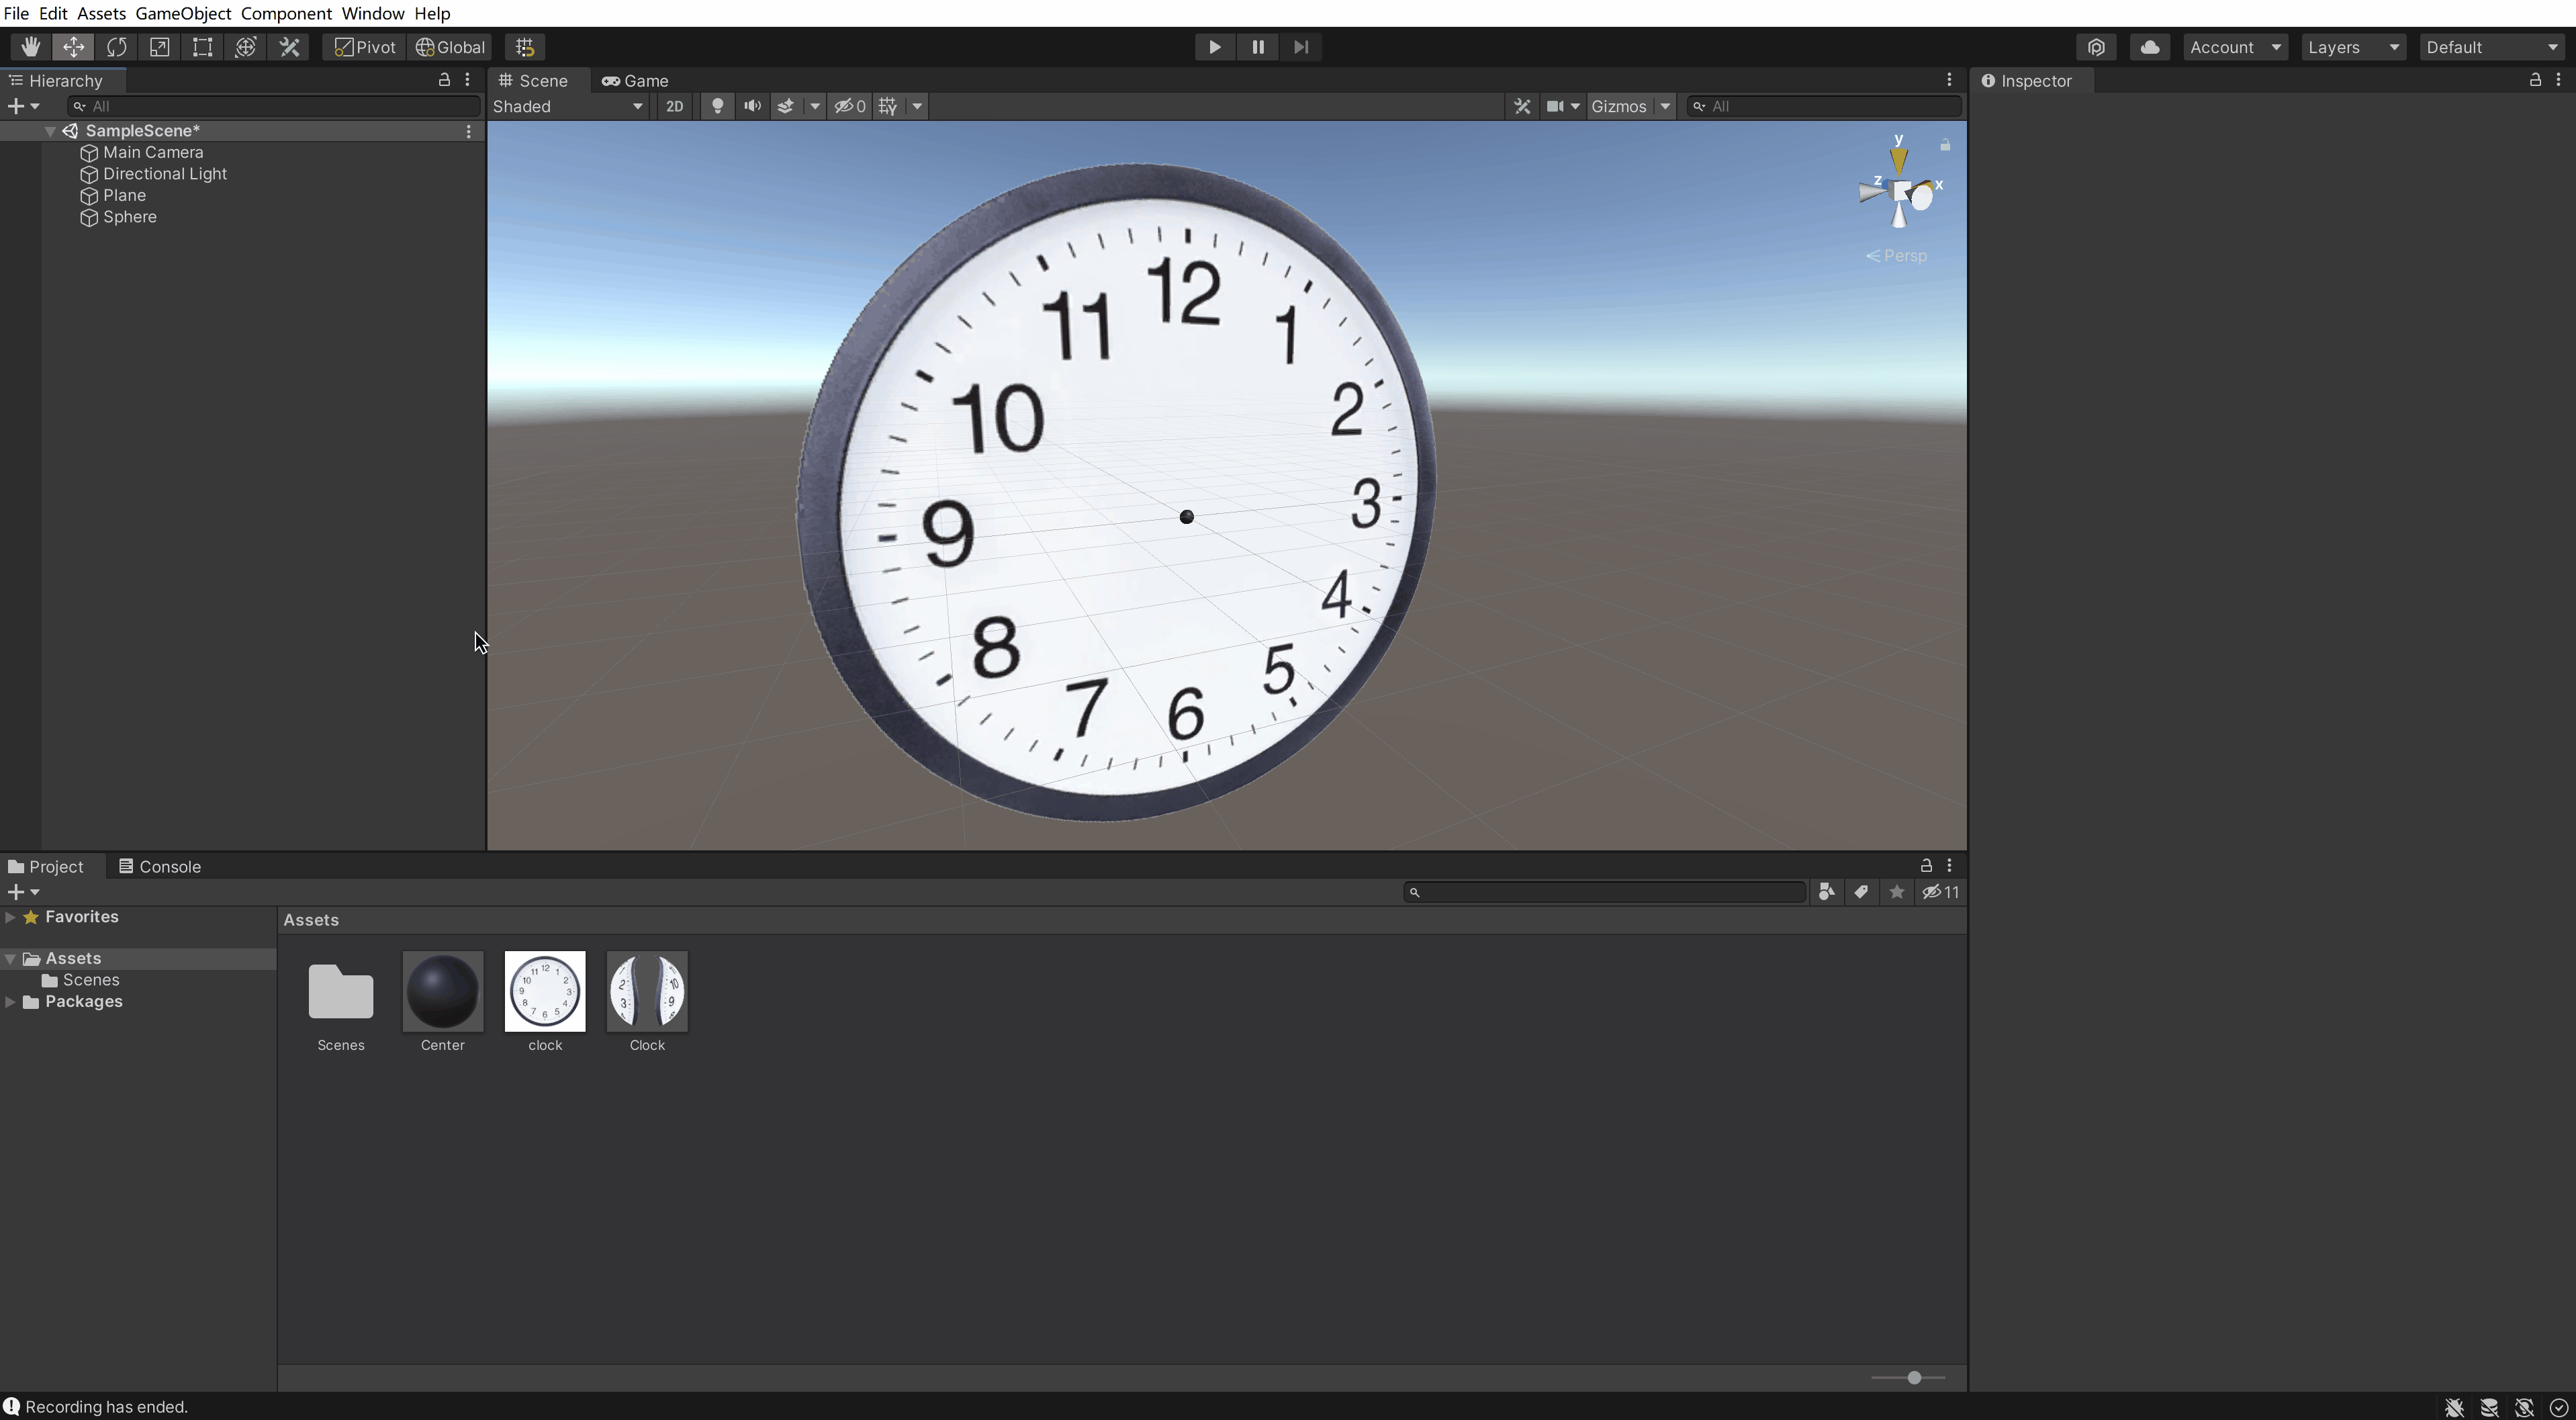 File Edit Assets GameObject Component Window Help
Pivot Global Account Layers Default
Hierarchy
All
SampleScene*
Main Camera
Directional Light
Plane
Sphere
Scene Game
Shaded 2D 0 Gizmos All
y
z x
Persp
12
11 1
10 2
9 3
8 4
7 6 5
Inspector
Project Console
11
Favorites
Assets
Scenes
Packages
Assets
Scenes Center clock Clock
Recording has ended.